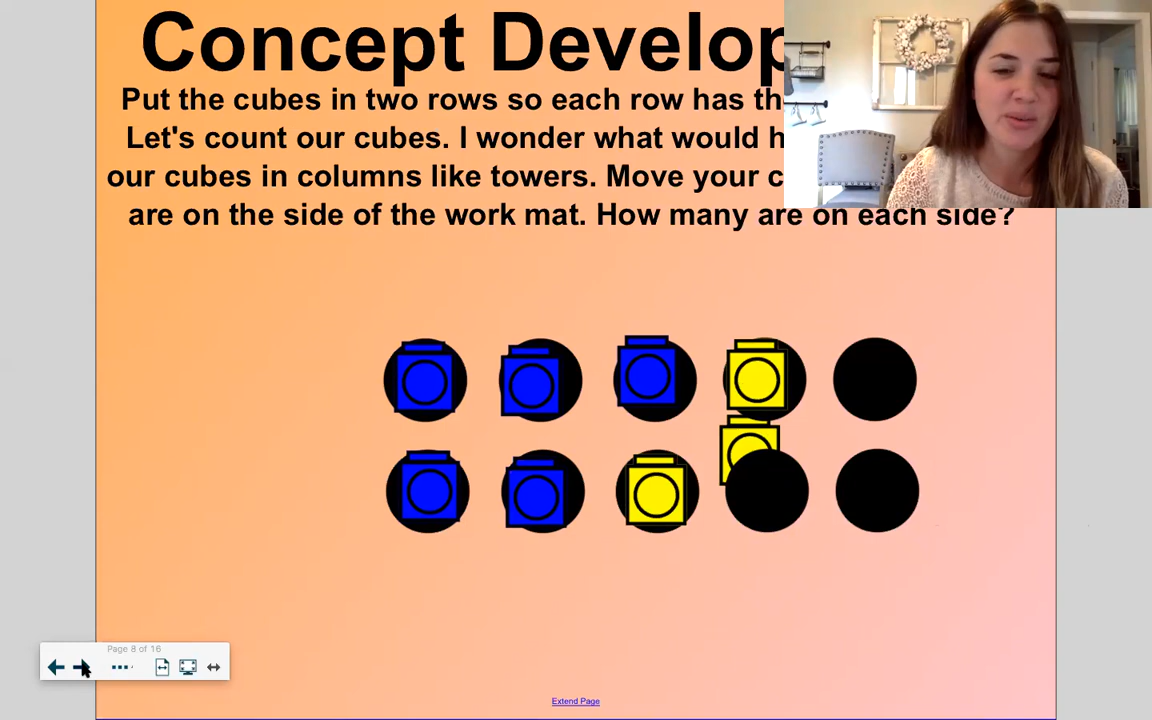 Concept Develop
Put the cubes in two rows so each row has th
Let's count our cubes. I wonder what would h
our cubes in columns like towers. Move your c
are on the side of the work mat. How many are on each side?
Page 8 of 16
Extend Page